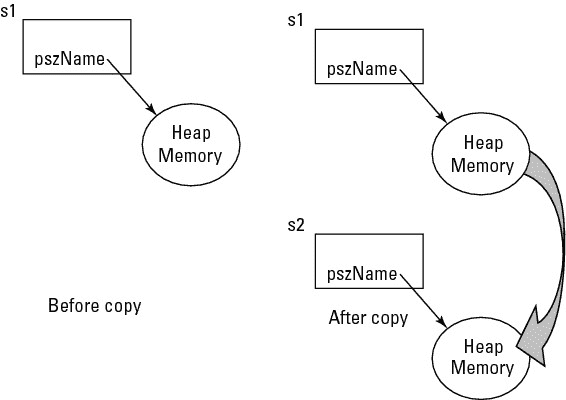 s1
pszName
Heap
Memory
Before copy
s1
pszName
Heap
Memory
s2
pszName
After copy
Heap
Memory